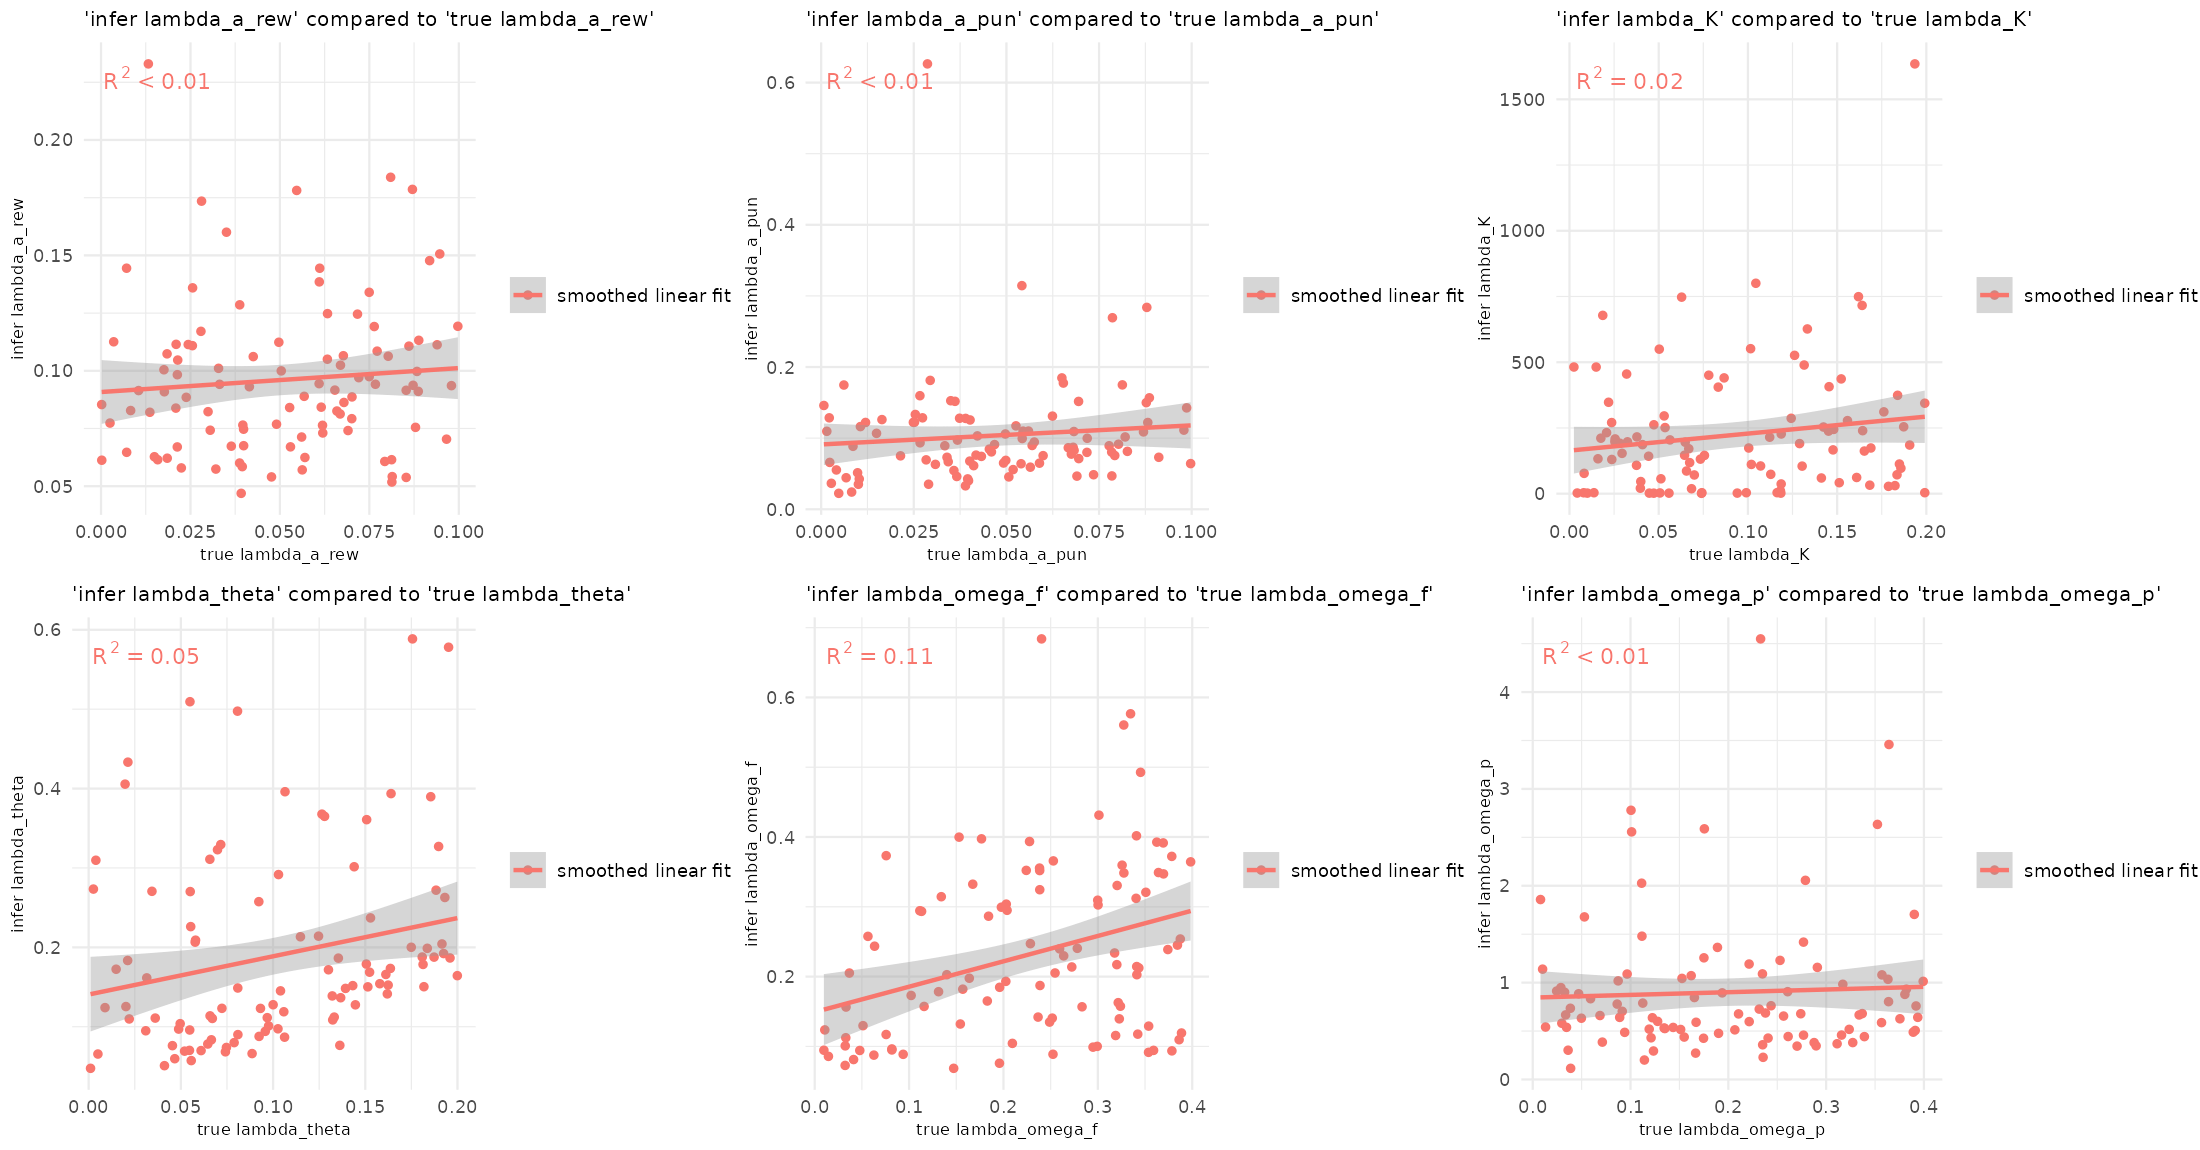 'infer lambda_a_rew' compared to 'true lambda_a_rew'
R² < 0.01
infer lambda_a_rew
0.20
0.15
0.10
0.05
0.000 0.025 0.050 0.075 0.100
true lambda_a_rew
smoothed linear fit
'infer lambda_a_pun' compared to 'true lambda_a_pun'
R² < 0.01
infer lambda_a_pun
0.6
0.4
0.2
0.0
0.000 0.025 0.050 0.075 0.100
true lambda_a_pun
smoothed linear fit
'infer lambda_K' compared to 'true lambda_K'
R² = 0.02
infer lambda_K
1500
1000
500
0
0.00 0.05 0.10 0.15 0.20
true lambda_K
smoothed linear fit
'infer lambda_theta' compared to 'true lambda_theta'
R² = 0.05
infer lambda_theta
0.6
0.4
0.2
0.00 0.05 0.10 0.15 0.20
true lambda_theta
smoothed linear fit
'infer lambda_omega_f' compared to 'true lambda_omega_f'
R² = 0.11
infer lambda_omega_f
0.6
0.4
0.2
0.0 0.1 0.2 0.3 0.4
true lambda_omega_f
smoothed linear fit
'infer lambda_omega_p' compared to 'true lambda_omega_p'
R² < 0.01
infer lambda_omega_p
4
3
2
1
0
0.0 0.1 0.2 0.3 0.4
true lambda_omega_p
smoothed linear fit